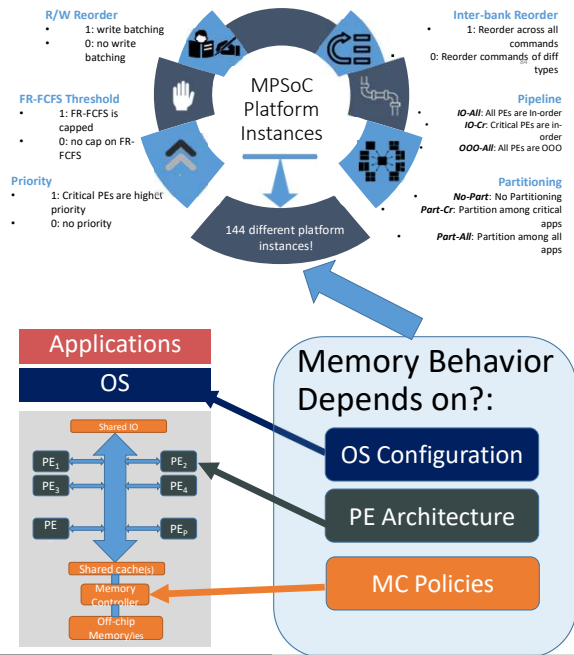 R/W Reorder
• 1: write batching
• 0: no write
batching
FR-FCFS Threshold
• 1: FR-FCFS is
capped
• 0: no cap on FR-
FCFS
Priority
• 1: Critical PEs are higher
priority
• 0: no priority
MPSoC
Platform
Instances
144 different platform
instances!
Inter-bank Reorder
• 1: Reorder across all
commands
0: Reorder commands of diff
types
Pipeline
• IO-All: All PEs are In-order
• IO-Cr: Critical PEs are in-
order
• OOO-All: All PEs are OOO
Partitioning
• No-Part: No Partitioning
• Part-Cr: Partition among critical
apps
• Part-All: Partition among all
apps
Applications
OS
Shared IO
PE1
PE2
PE3
PE4
PE
PEP
Shared cache(s)
Memory
Controller
Off-chip
Memory/ies
Memory Behavior
Depends on?:
OS Configuration
PE Architecture
MC Policies